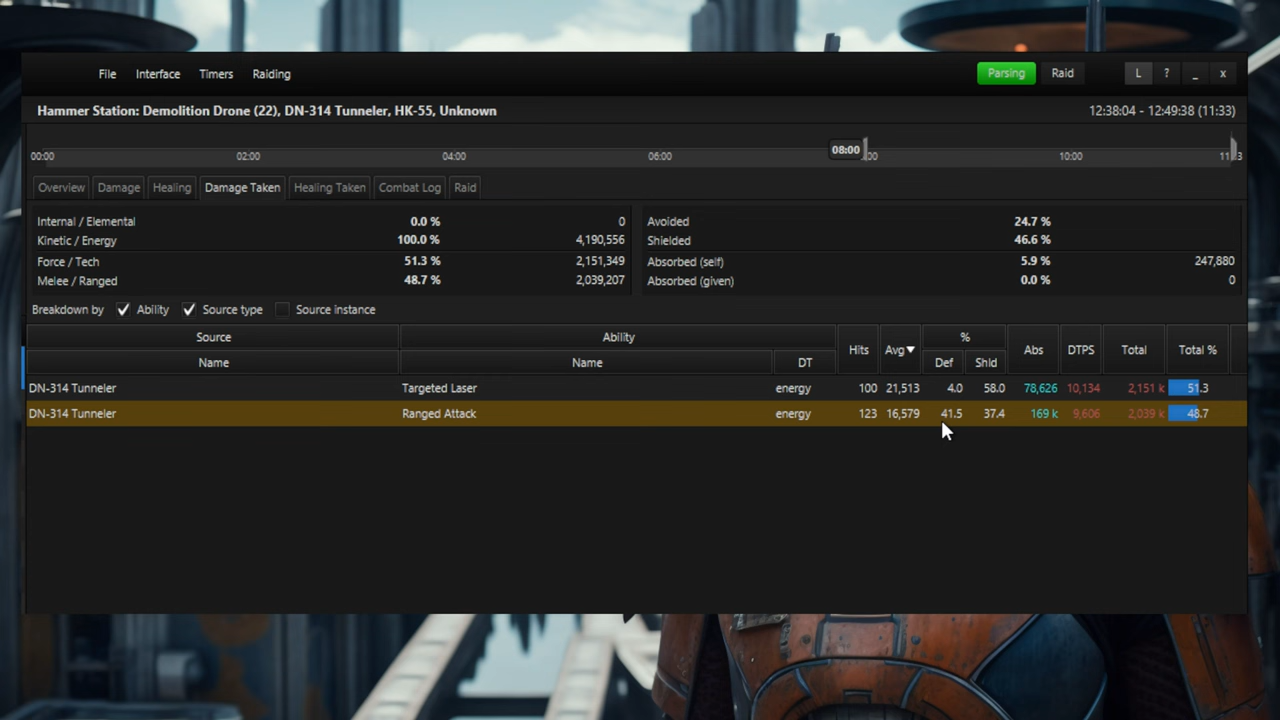 File Interface Timers Raiding Parsing Raid L ? _ x
Hammer Station: Demolition Drone (22), DN-314 Tunneler, HK-55, Unknown 12:38:04 - 12:49:38 (11:33)
08:00
00:00 02:00 04:00 06:00 :00 10:00 11: 3
Overview Damage Healing Damage Taken Healing Taken Combat Log Raid
Internal / Elemental 0.0 % 0 Avoided 24.7 %
Kinetic / Energy 100.0 % 4,190,556 Shielded 46.6 %
Force / Tech 51.3 % 2,151,349 Absorbed (self) 5.9 % 247,880
Melee / Ranged 48.7 % 2,039,207 Absorbed (given) 0.0 % 0
Breakdown by Ability Source type Source instance
Source Ability Hits Avg▼ % Abs DTPS Total Total %
Name Name DT Def Shld
DN-314 Tunneler Targeted Laser energy 100 21,513 4.0 58.0 78,626 10,134 2,151 k 51.3
DN-314 Tunneler Ranged Attack energy 123 16,579 41.5 37.4 169 k 9,606 2,039 k 48.7